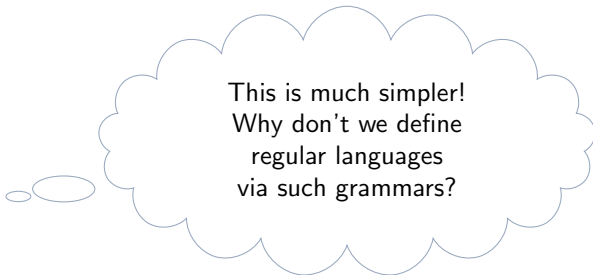 This is much simpler!
Why don't we define
regular languages
via such grammars?